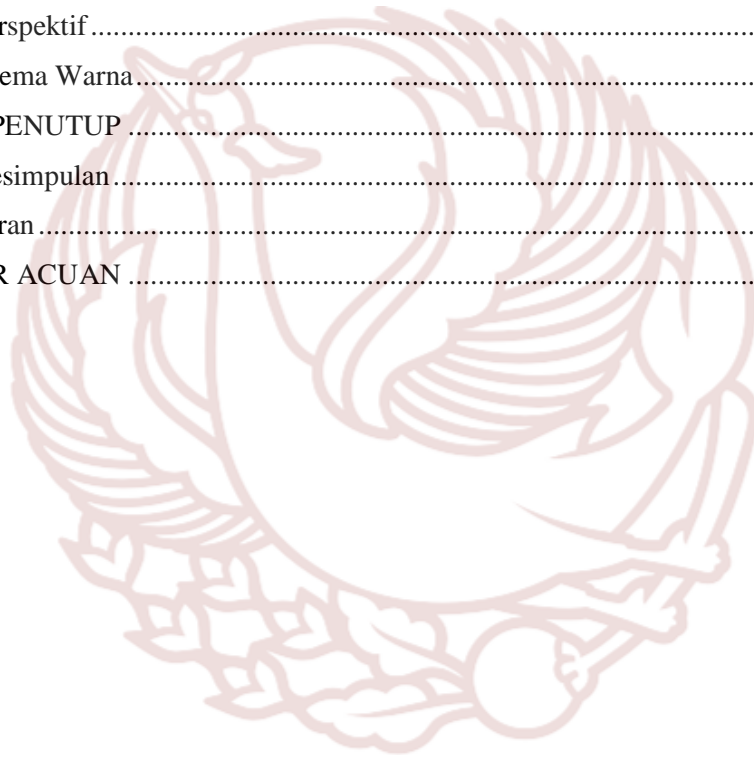 rspektif
ema Warna
PENUTUP
esimpulan
ran
R ACUAN